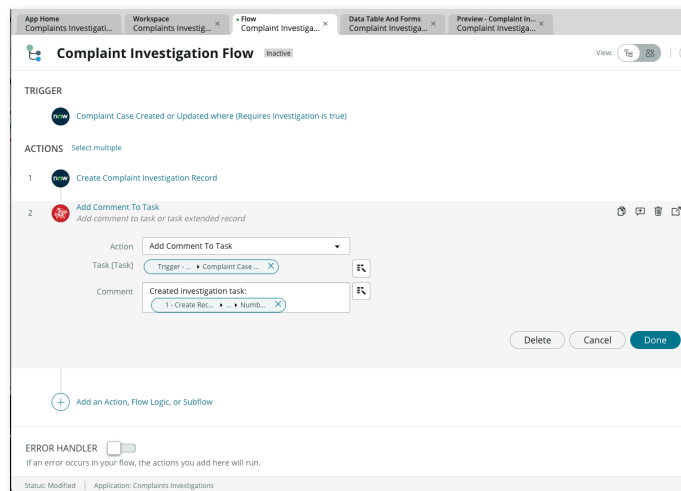 App Home
Complaints Investigati...
Workspace
Complaints Investig...
Flow
Complaint Investiga...
Data Table And Forms
Complaint Investiga...
Preview - Complaint In...
Complaint Investiga...
Complaint Investigation Flow
Inactive
View:
TRIGGER
now Complaint Case Created or Updated where (Requires Investigation is true)
ACTIONS Select multiple
1 now Create Complaint Investigation Record
2 Add Comment To Task
Add comment to task or task extended record
Action Add Comment To Task
Task [Task] Trigger - ... ▸ Complaint Case ... X
Comment Created investigation task:
1 - Create Rec... ▸ ... ▸ Numb... X
Delete Cancel Done
+ Add an Action, Flow Logic, or Subflow
ERROR HANDLER
If an error occurs in your flow, the actions you add here will run.
Status: Modified | Application: Complaints Investigations